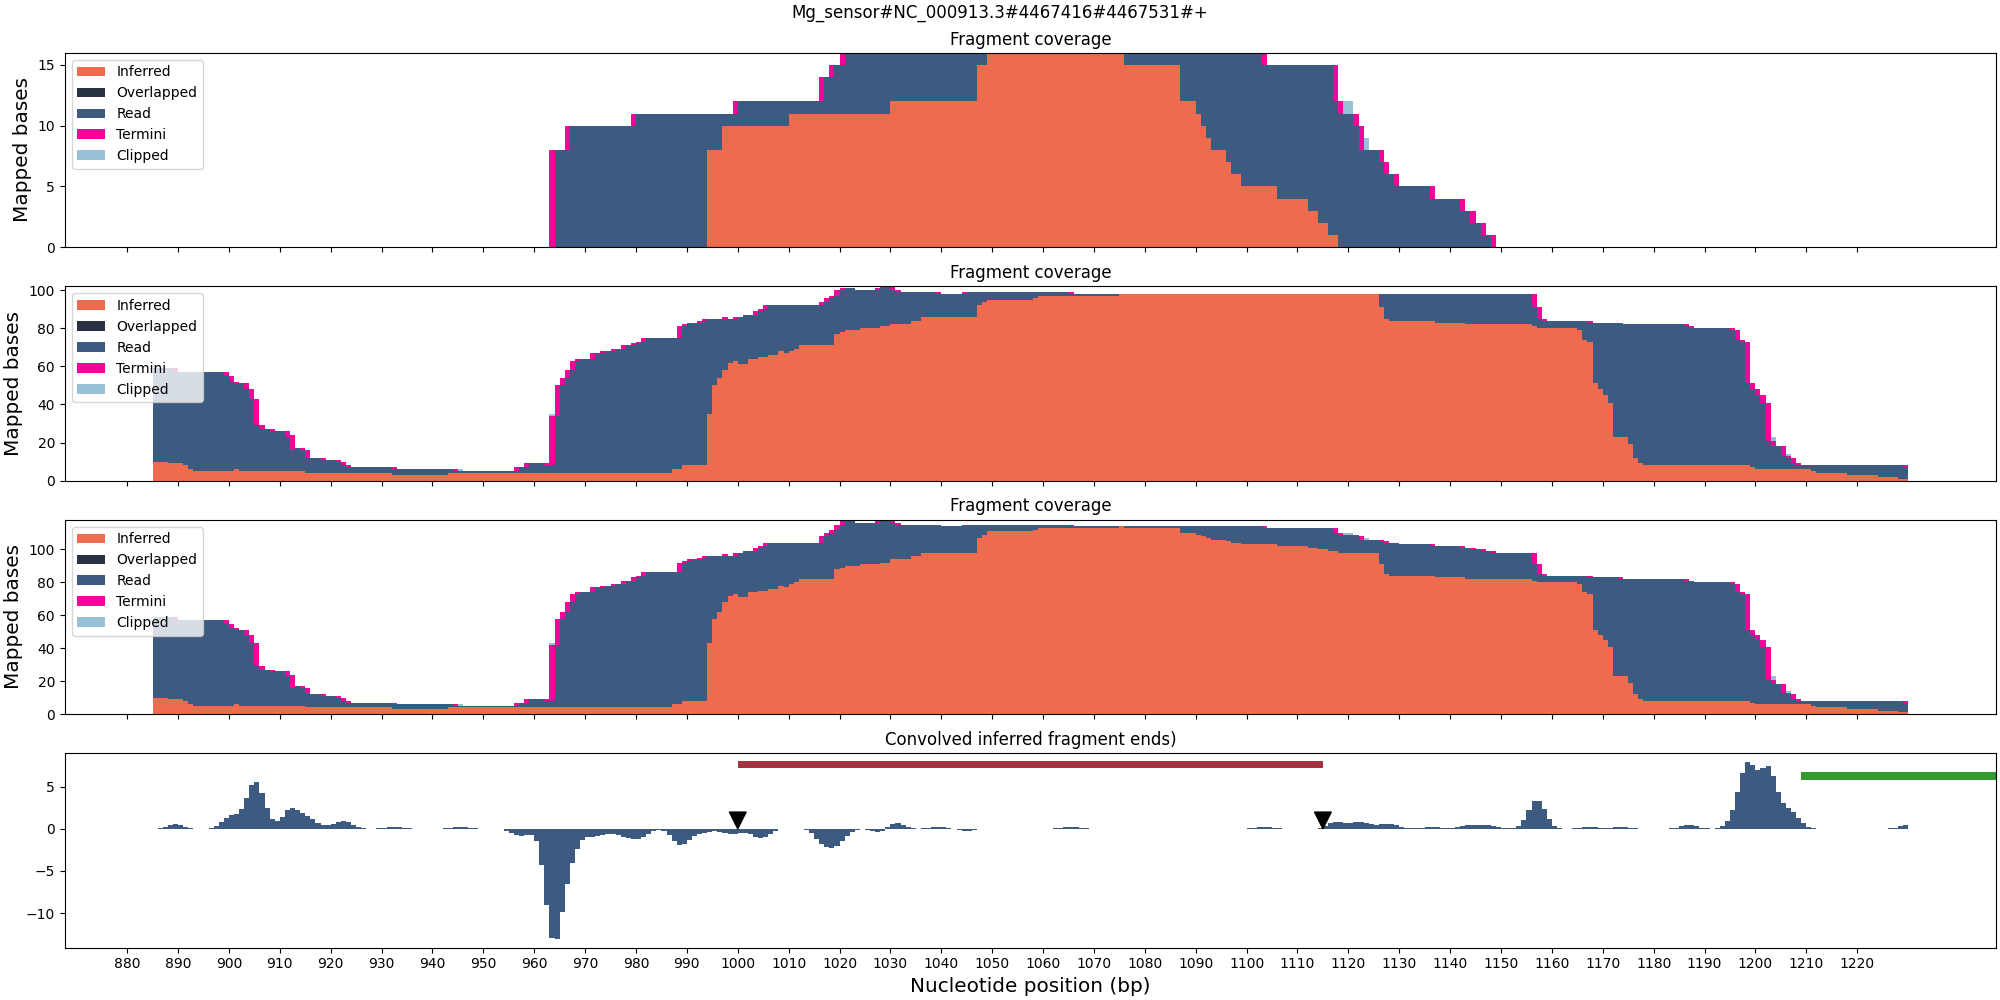 Mg_sensor#NC_000913.3#4467416#4467531#+
Fragment coverage
Mapped bases
15
10
5
0
Inferred
Overlapped
Read
Termini
Clipped
Fragment coverage
Mapped bases
100
80
60
40
20
0
Inferred
Overlapped
Read
Termini
Clipped
Fragment coverage
Mapped bases
100
80
60
40
20
0
Inferred
Overlapped
Read
Termini
Clipped
Convolved inferred fragment ends)
5
0
−5
−10
880 890 900 910 920 930 940 950 960 970 980 990 1000 1010 1020 1030 1040 1050 1060 1070 1080 1090 1100 1110 1120 1130 1140 1150 1160 1170 1180 1190 1200 1210 1220
Nucleotide position (bp)